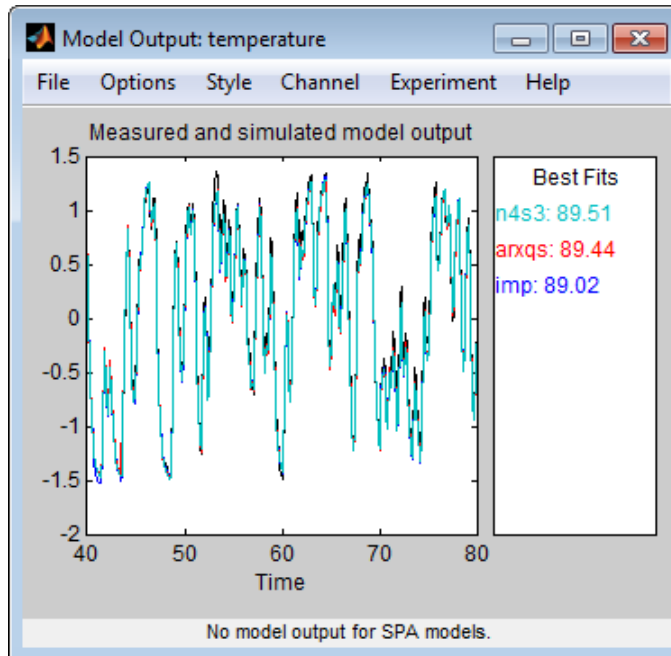 Model Output: temperature
File Options Style Channel Experiment Help
Measured and simulated model output
1.5
1
0.5
0
-0.5
-1
-1.5
-2
40 50 60 70 80
Time
Best Fits
n4s3: 89.51
arxqs: 89.44
imp: 89.02
No model output for SPA models.